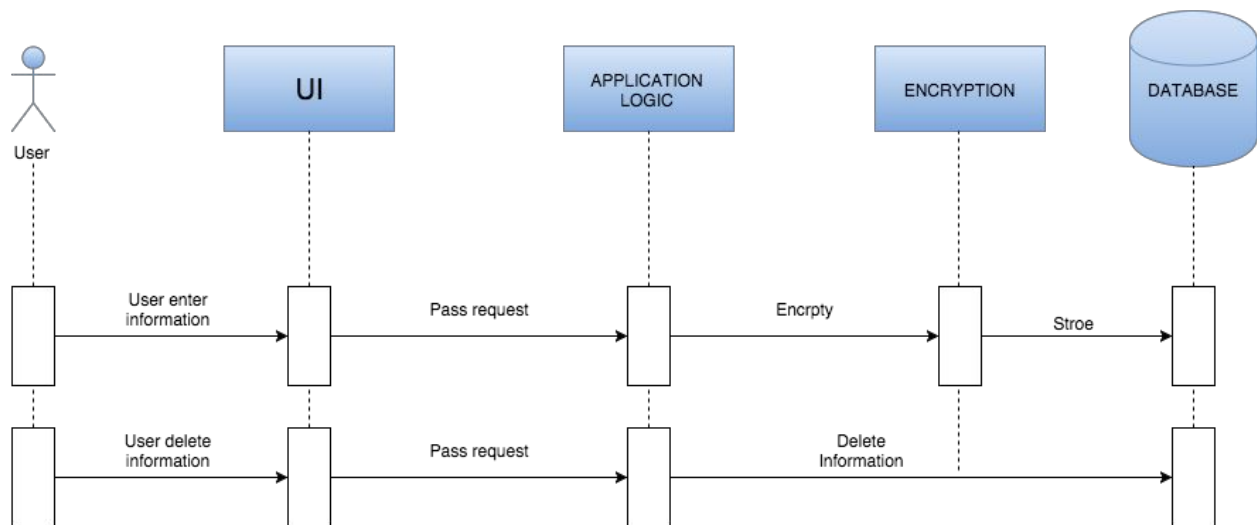 UI
APPLICATION
LOGIC
ENCRYPTION
DATABASE
User
User enter
information
Pass request
Encrpty
Stroe
User delete
information
Pass request
Delete
Information